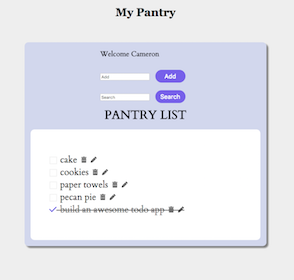 My Pantry
Welcome Cameron
Add Add
Search Search
PANTRY LIST
cake
cookies
paper towels
pecan pie
build an awesome todo app